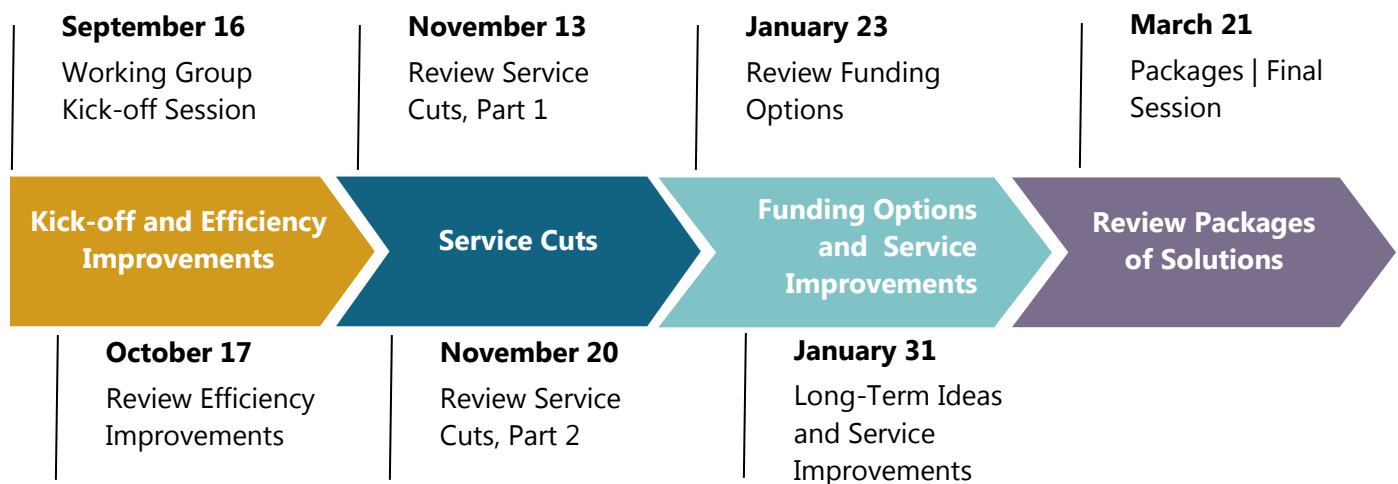 September 16
Working Group
Kick-off Session
November 13
Review Service
Cuts, Part 1
January 23
Review Funding
Options
March 21
Packages | Final
Session
Kick-off and Efficiency
Improvements
Service Cuts
Funding Options
and Service
Improvements
Review Packages
of Solutions
October 17
Review Efficiency
Improvements
November 20
Review Service
Cuts, Part 2
January 31
Long-Term Ideas
and Service
Improvements